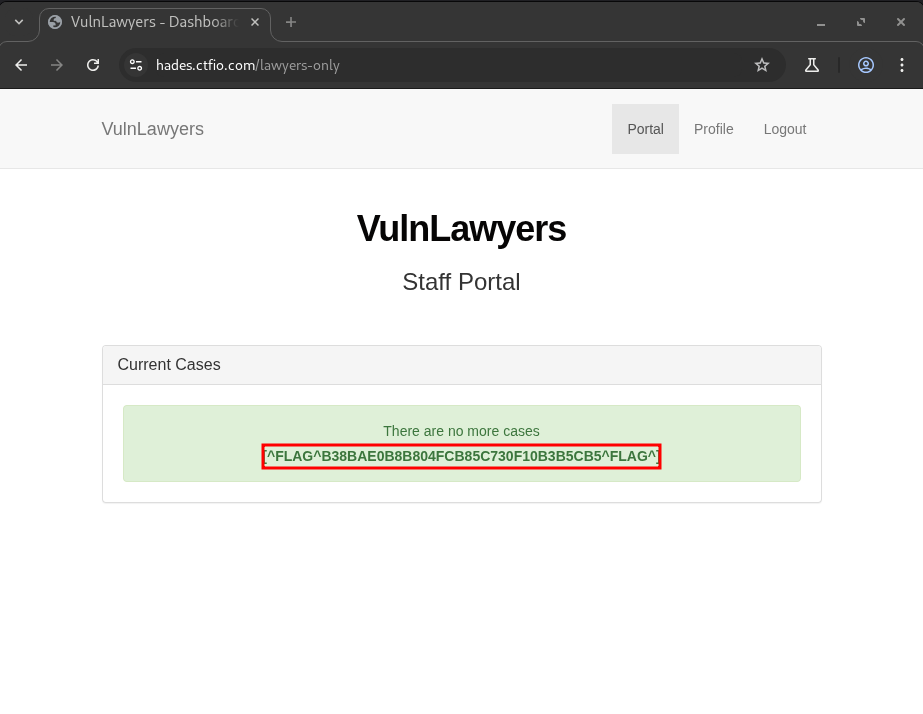 VulnLawyers - Dashboard
hades.ctfio.com/lawyers-only
VulnLawyers
Portal
Profile
Logout
VulnLawyers
Staff Portal
Current Cases
There are no more cases
[^FLAG^B38BAE0B8B804FCB85C730F10B3B5CB5^FLAG^]